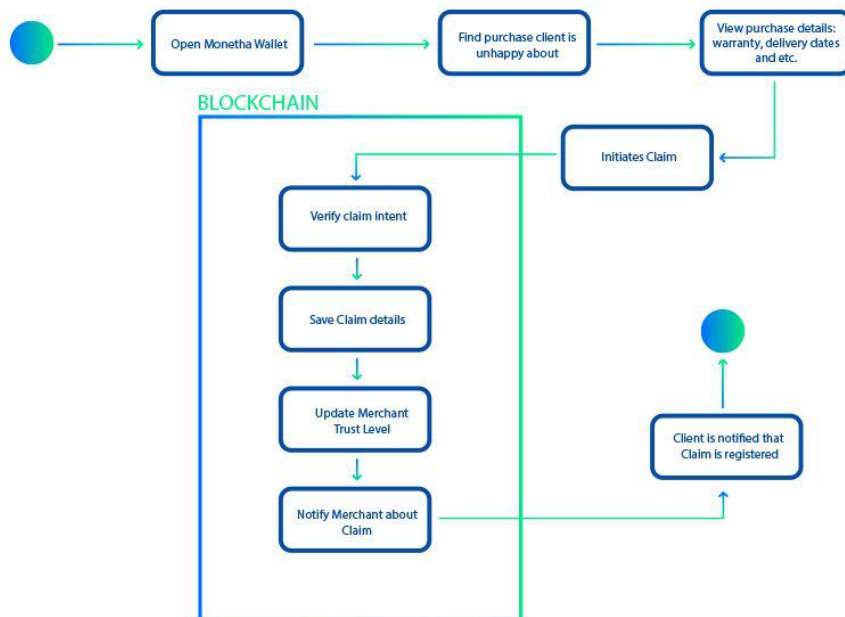 Open Monetha Wallet
Find purchase client is
unhappy about
View purchase details:
warranty, delivery dates
and etc.
BLOCKCHAIN
Initiates Claim
Verify claim intent
Save Claim details
Update Merchant
Trust Level
Notify Merchant about
Claim
Client is notified that
Claim is registered